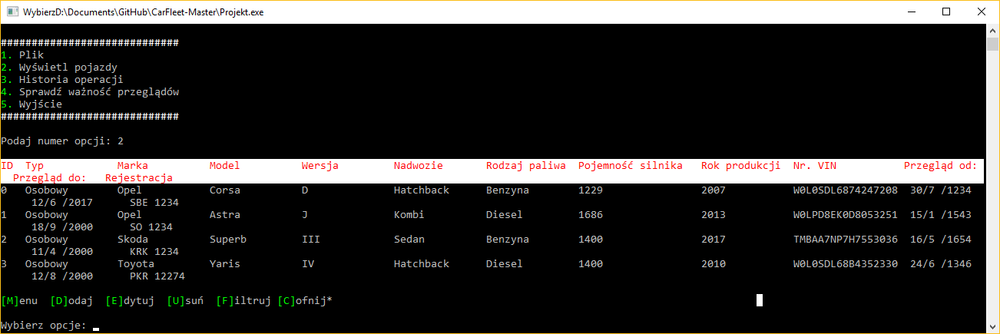 WybierzD:\Documents\GitHub\CarFleet-Master\Projekt.exe
#############################
1. Plik
2. Wyświetl pojazdy
3. Historia operacji
4. Sprawdź ważność przeglądów
5. Wyjście
#############################
Podaj numer opcji: 2
ID Typ Marka Model Wersja Nadwozie Rodzaj paliwa Pojemność silnika Rok produkcji Nr. VIN Przegląd od:
Przegląd do: Rejestracja
0 Osobowy Opel Corsa D Hatchback Benzyna 1229 2007 W0L0SDL6874247208 30/7 /1234
12/6 /2017 SBE 1234
1 Osobowy Opel Astra J Kombi Diesel 1686 2013 W0LPD8EK0D8053251 15/1 /1543
18/9 /2000 SO 1234
2 Osobowy Skoda Superb III Sedan Benzyna 1400 2017 TMBAA7NP7H7553036 16/5 /1654
11/4 /2000 KRK 1234
3 Osobowy Toyota Yaris IV Hatchback Diesel 1400 2010 W0L0SDL68B4352330 24/6 /1346
12/8 /2000 PKR 12274
[M]enu [D]odaj [E]dytuj [U]suń [F]iltruj [C]ofnij*
Wybierz opcje: